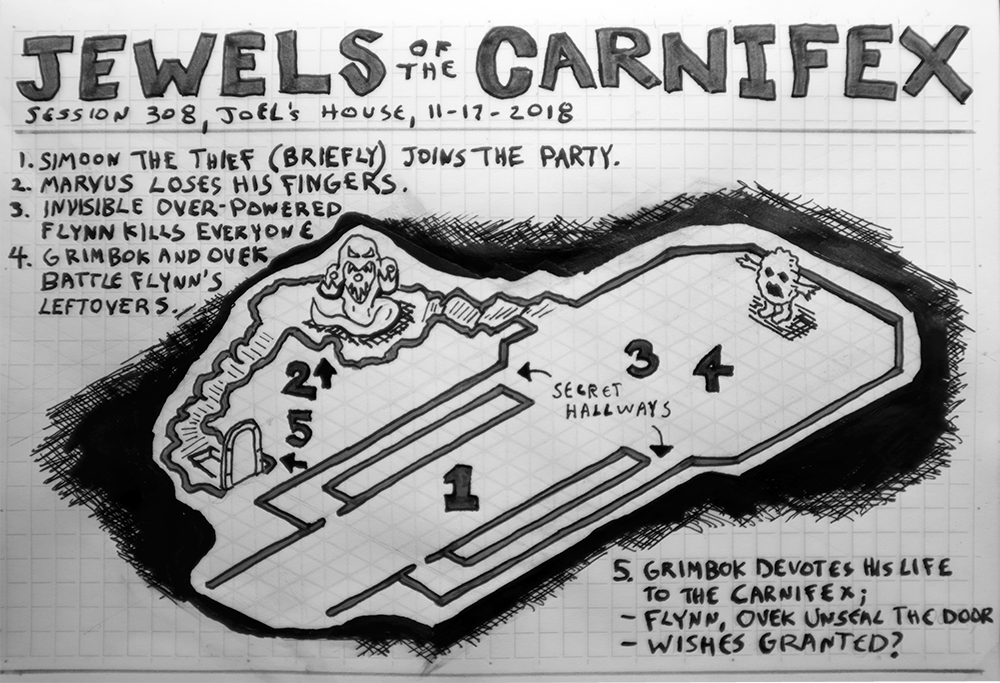 JEWELS OF THE CARNIFEX
SESSION 308, JOEL'S HOUSE, 11-17-2018
1. SIMOON THE THIEF (BRIEFLY) JOINS THE PARTY.
2. MARVUS LOSES HIS FINGERS.
3. INVISIBLE OVER-POWERED
FLYNN KILLS EVERYONE
4. GRIMBOK AND OVEK
BATTLE FLYNN'S
LEFTOVERS.
2
3
4
SECRET
HALLWAYS
5
1
5. GRIMBOK DEVOTES HIS LIFE
TO THE CARNIFEX;
- FLYNN, OVEK UNSEAL THE DOOR
- WISHES GRANTED?